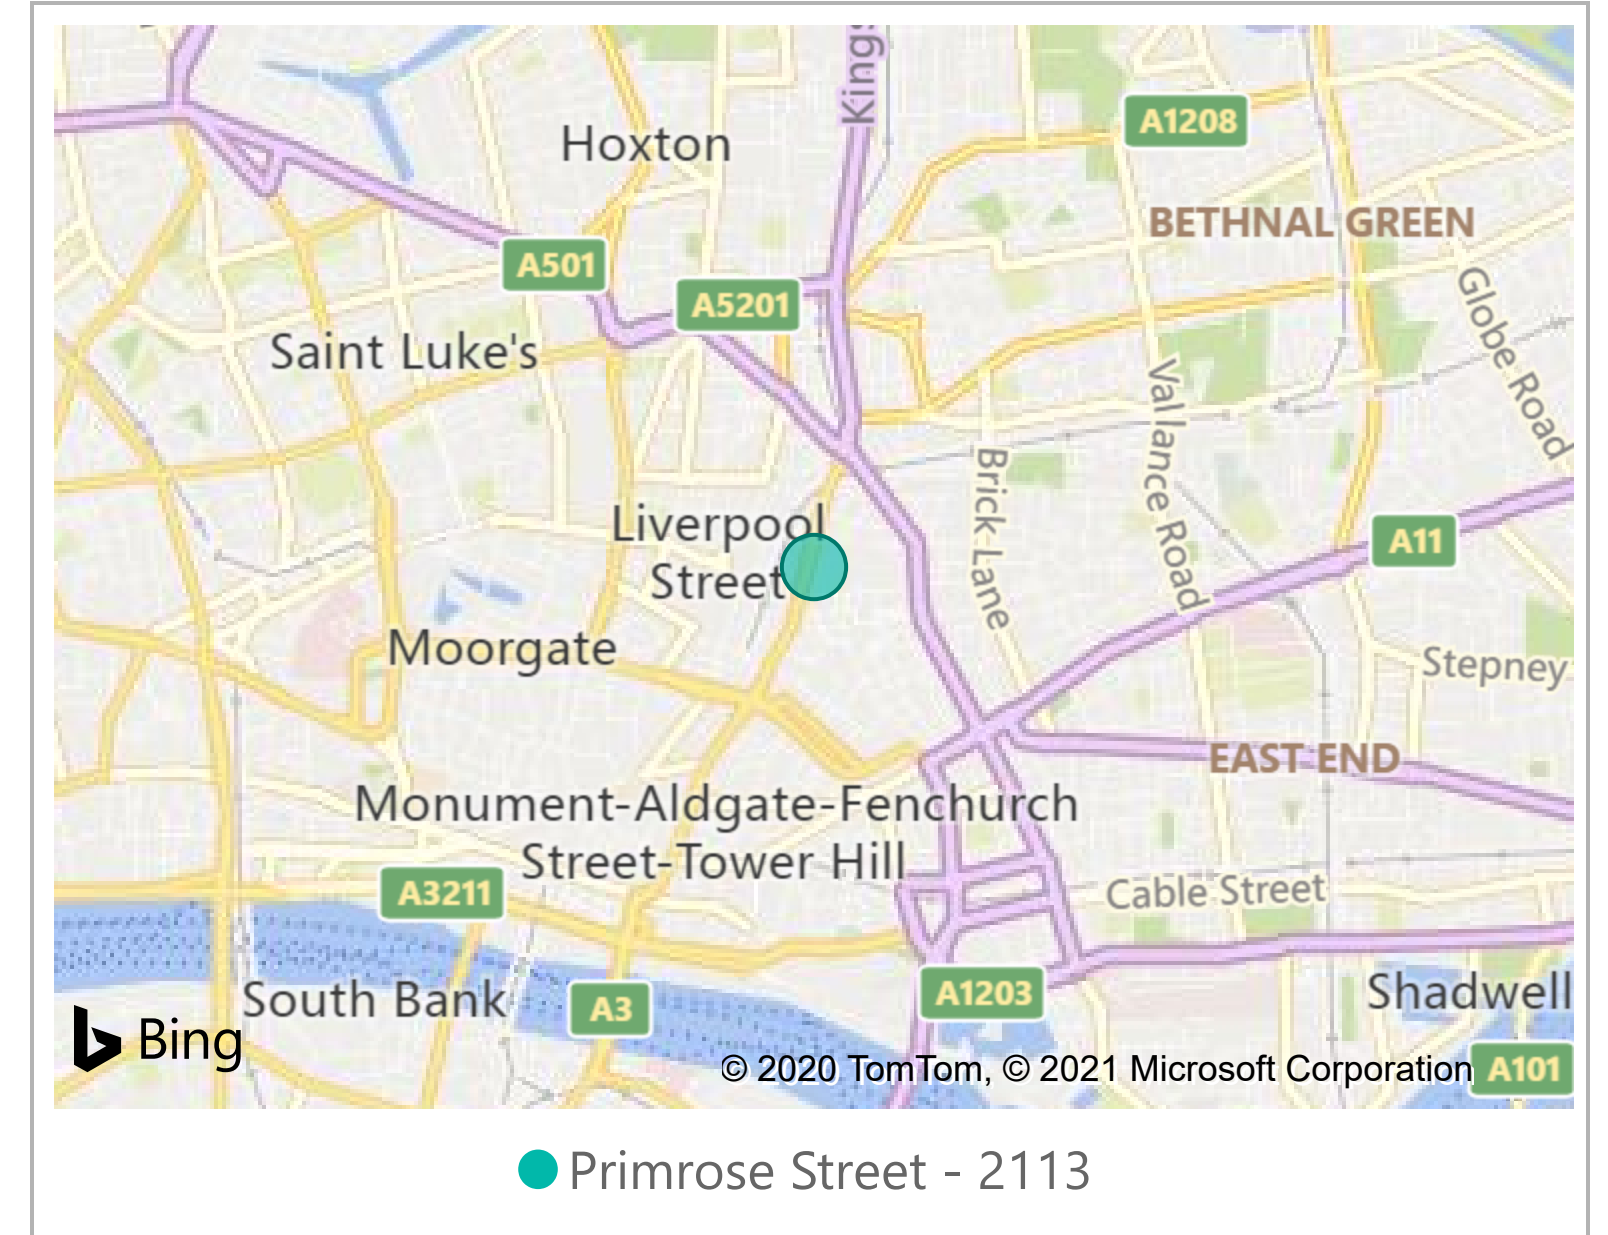 Kings
A1208
Hoxton
BETHNAL GREEN
A501
A5201
Globe Road
Saint Luke's
Vallance Road
Brick Lane
Liverpool
Street
A11
Moorgate
Stepney
EAST END
Monument-Aldgate-Fenchurch
Street-Tower Hill
A3211
Cable Street
South Bank
A3
A1203
Shadwell
Bing
© 2020 TomTom, © 2021 Microsoft Corporation
A101
Primrose Street - 2113